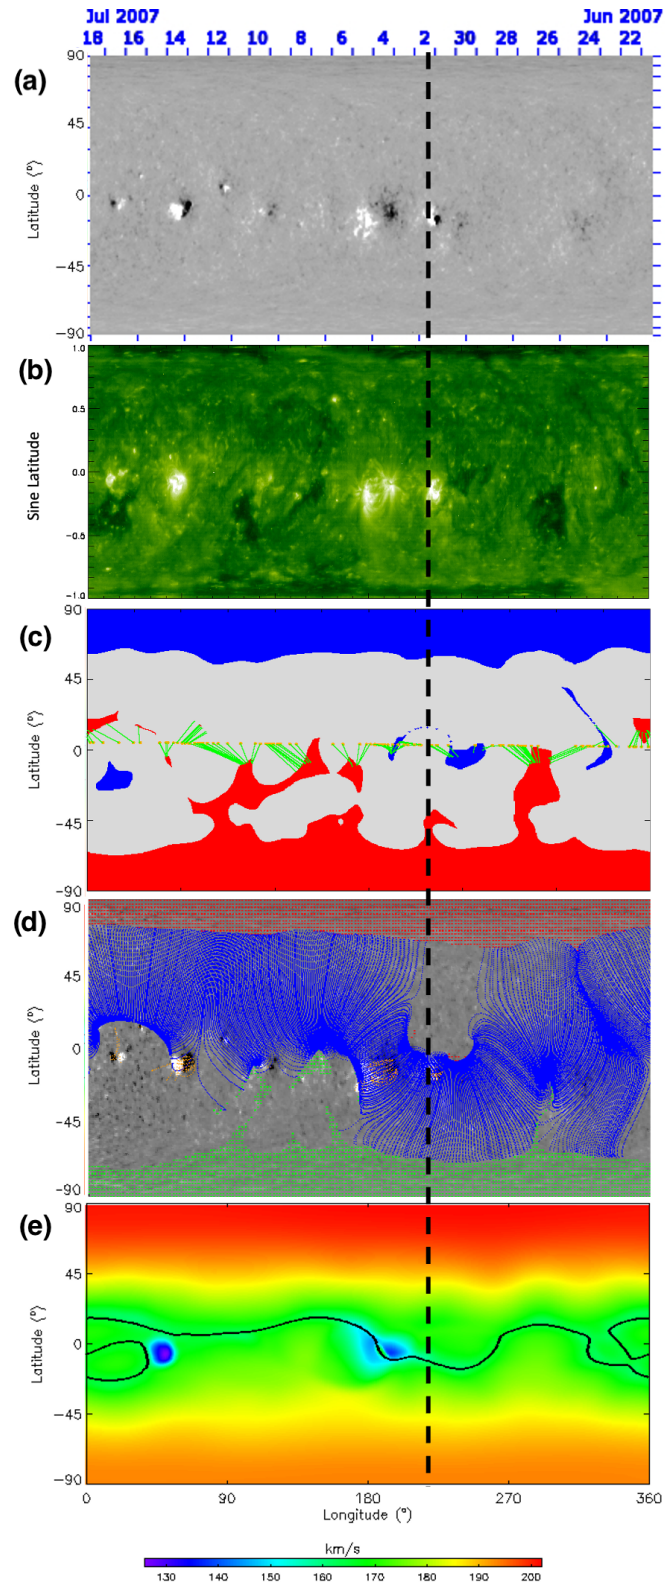 Jul 2007 Jun 2007
18 16 14 12 10 8 6 4 2 30 28 26 24 22
(a)
90
45
0
−45
−90
Latitude (°)
(b)
1.0
0.5
0.0
−0.5
−1.0
Sine Latitude
(c)
90
45
0
−45
−90
Latitude (°)
(d)
90
45
0
−45
−90
Latitude (°)
(e)
90
45
0
−45
−90
Latitude (°)
0 90 180 270 360
Longitude (°)
km/s
130 140 150 160 170 180 190 200